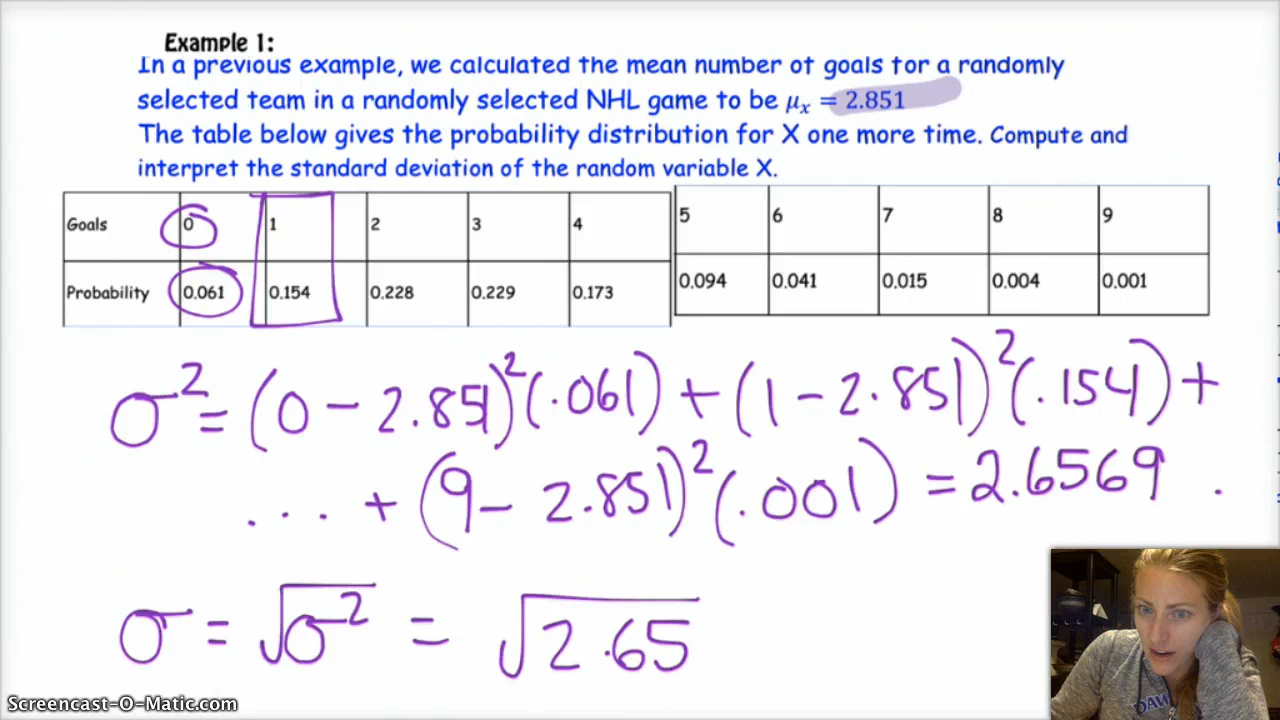 Example 1:
In a previous example, we calculated the mean number of goals for a randomly
selected team in a randomly selected NHL game to be μₓ = 2.851
The table below gives the probability distribution for X one more time. Compute and
interpret the standard deviation of the random variable X.
Goals 0 1 2 3 4 5 6 7 8 9
Probability 0.061 0.154 0.228 0.229 0.173 0.094 0.041 0.015 0.004 0.001
σ² = (0 − 2.851)²(.061) + (1 − 2.851)²(.154) +
... + (9 − 2.851)²(.001) = 2.6569
σ = √σ² = √2.65
DAW
Screencast-O-Matic.com